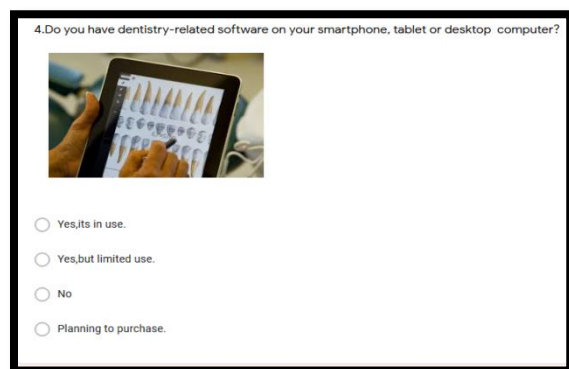 4.Do you have dentistry-related software on your smartphone, tablet or desktop computer?
Yes,its in use.
Yes,but limited use.
No
Planning to purchase.